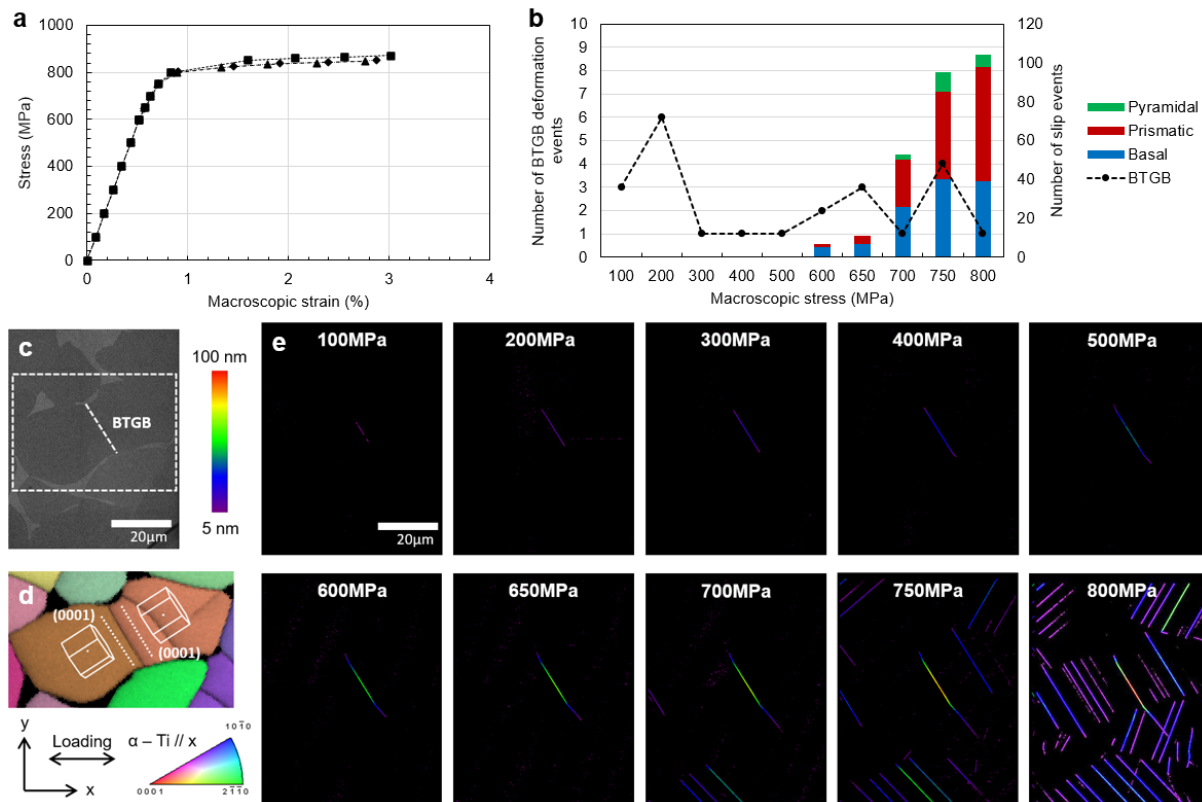 a
1000
800
600
400
200
0
Stress (MPa)
0
1
2
3
4
Macroscopic strain (%)
b
10
9
8
7
6
5
4
3
2
1
0
Number of BTGB deformation
events
120
100
80
60
40
20
0
Number of slip events
100 200 300 400 500 600 650 700 750 800
Macroscopic stress (MPa)
Pyramidal
Prismatic
Basal
BTGB
c
BTGB
20μm
100 nm
5 nm
d
(0001)
(0001)
y
x
Loading
α – Ti // x
101̅0
0001
21̅1̅0
e
100MPa
20μm
200MPa
300MPa
400MPa
500MPa
600MPa
650MPa
700MPa
750MPa
800MPa